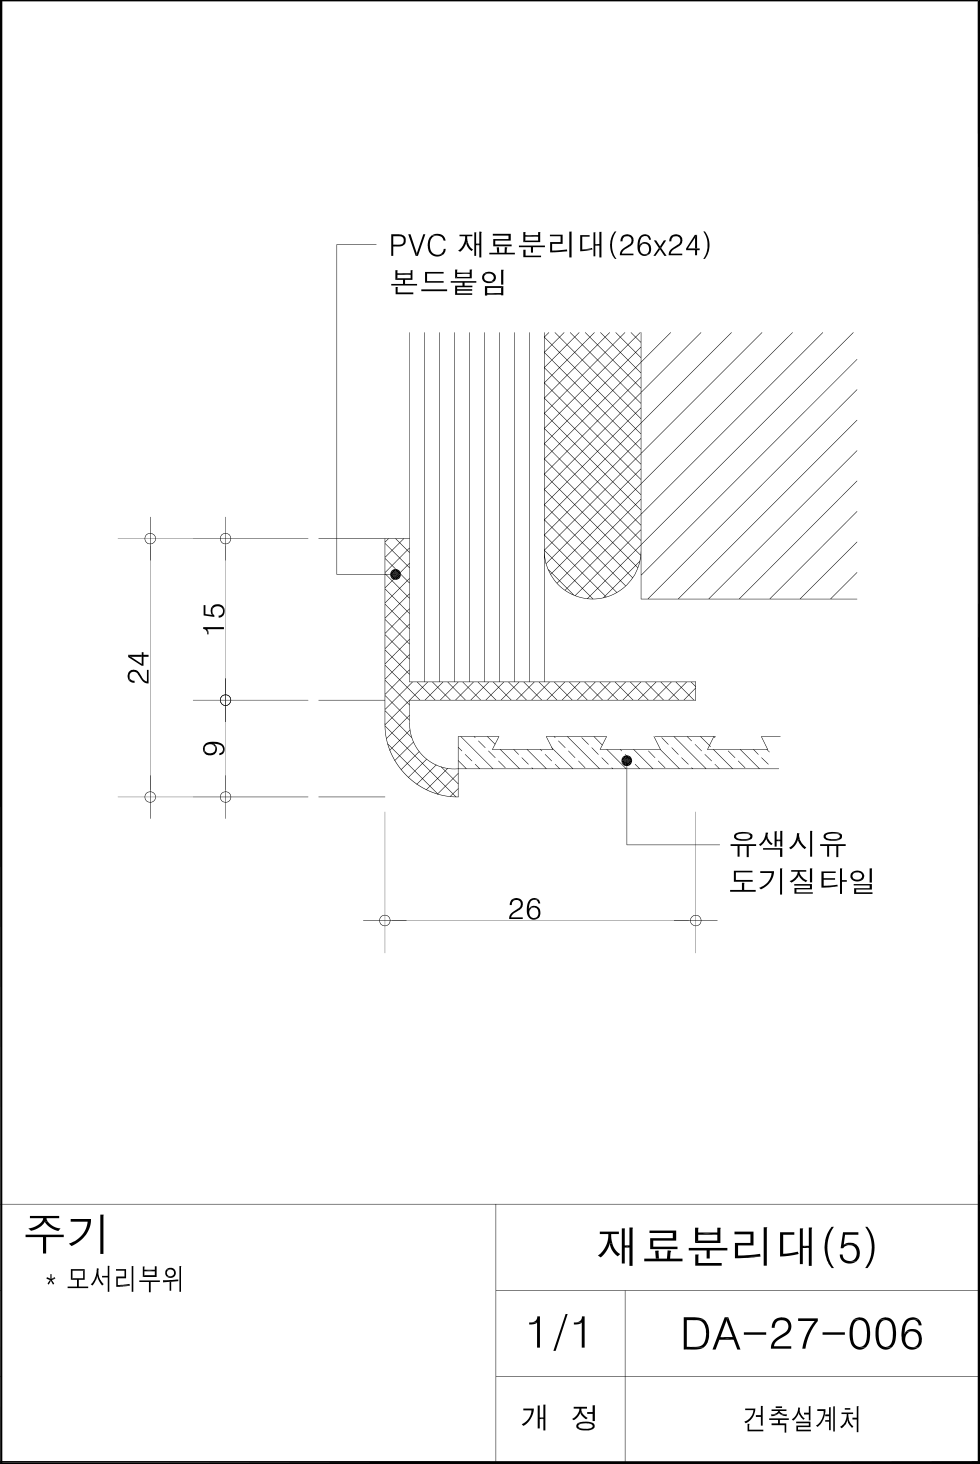 PVC 재료분리대(26x24)
본드붙임
15
24
9
유색시유
도기질타일
26
주기
* 모서리부위
재료분리대(5)
1/1
DA-27-006
개 정
건축설계처